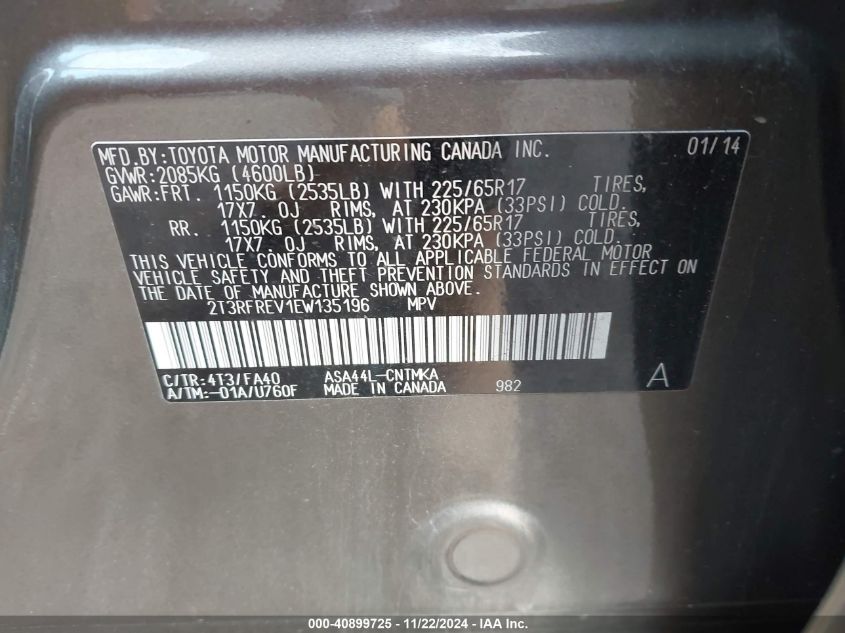 MFD.BY:TOYOTA MOTOR MANUFACTURING CANADA INC. 01/14
GVWR:2085KG (4600LB)
GAWR:FRT. 1150KG (2535LB) WITH 225/65R17 TIRES,
17X7.0J RIMS, AT 230KPA (33PSI) COLD.
RR. 1150KG (2535LB) WITH 225/65R17 TIRES,
17X7.0J RIMS, AT 230KPA (33PSI) COLD.
THIS VEHICLE CONFORMS TO ALL APPLICABLE FEDERAL MOTOR
VEHICLE SAFETY AND THEFT PREVENTION STANDARDS IN EFFECT ON
THE DATE OF MANUFACTURE SHOWN ABOVE.
2T3RFREV1EW135196 MPV
C/TR:4T3/FA40 ASA44L-CNTMKA
A/TM:-01A/U760F MADE IN CANADA 982 A
000-40899725 - 11/22/2024 - IAA Inc.